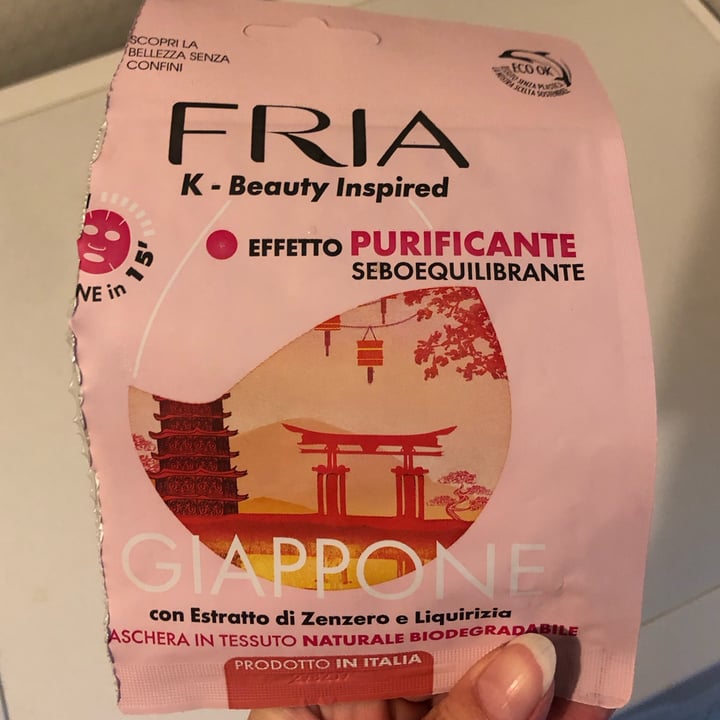 SCOPRI LA
BELLEZZA SENZA
CONFINI
ECO OK
FRIA
K - Beauty Inspired
NE in 15'
EFFETTO PURIFICANTE
SEBOEQUILIBRANTE
GIAPPONE
con Estratto di Zenzero e Liquirizia
ASCHERA IN TESSUTO NATURALE BIODEGRADABILE
PRODOTTO IN ITALIA